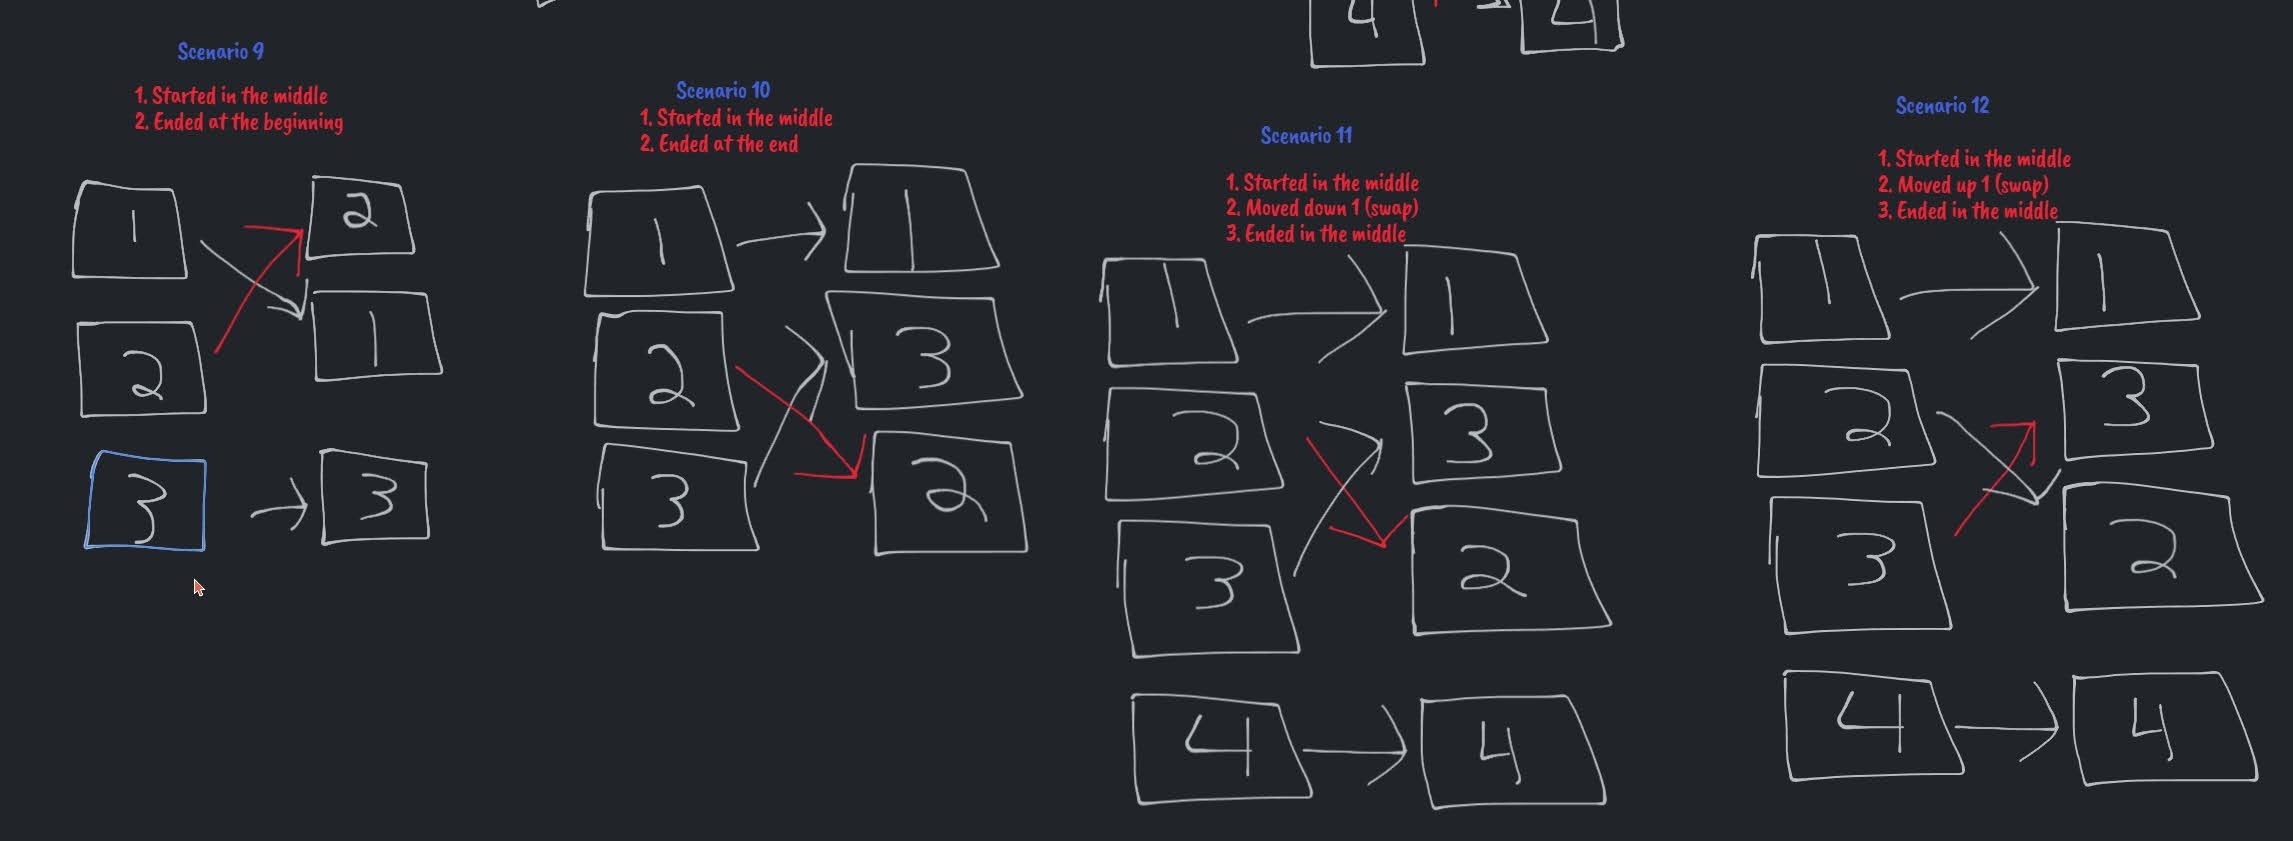 4
4
Scenario 9
1. Started in the middle
2. Ended at the beginning
1
2
2
1
3
3
Scenario 10
1. Started in the middle
2. Ended at the end
1
1
2
3
3
2
Scenario 11
1. Started in the middle
2. Moved down 1 (swap)
3. Ended in the middle
1
1
2
3
3
2
4
4
Scenario 12
1. Started in the middle
2. Moved up 1 (swap)
3. Ended in the middle
1
1
2
3
3
2
4
4